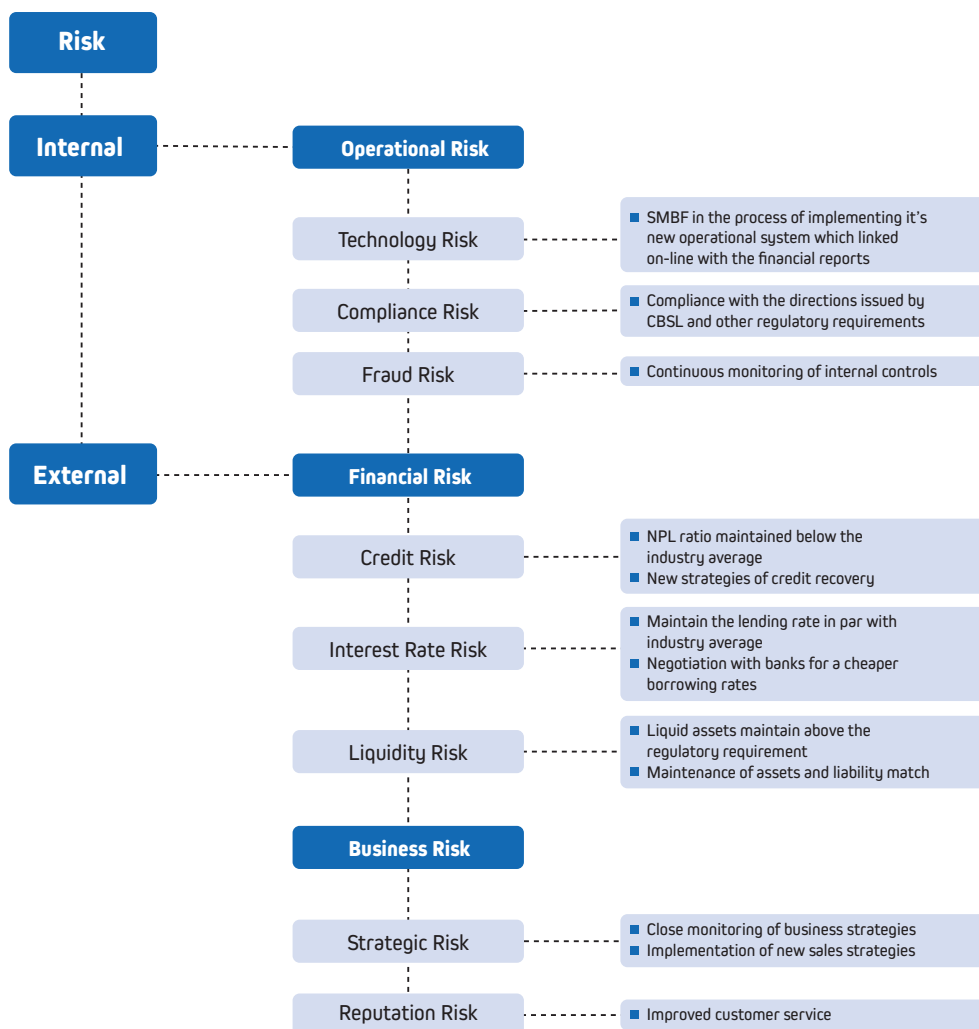 Risk
Internal
Operational Risk
Technology Risk
SMBF in the process of implementing it's
new operational system which linked
on-line with the financial reports
Compliance Risk
Compliance with the directions issued by
CBSL and other regulatory requirements
Fraud Risk
Continuous monitoring of internal controls
External
Financial Risk
Credit Risk
NPL ratio maintained below the
industry average
New strategies of credit recovery
Interest Rate Risk
Maintain the lending rate in par with
industry average
Negotiation with banks for a cheaper
borrowing rates
Liquidity Risk
Liquid assets maintain above the
regulatory requirement
Maintenance of assets and liability match
Business Risk
Strategic Risk
Close monitoring of business strategies
Implementation of new sales strategies
Reputation Risk
Improved customer service